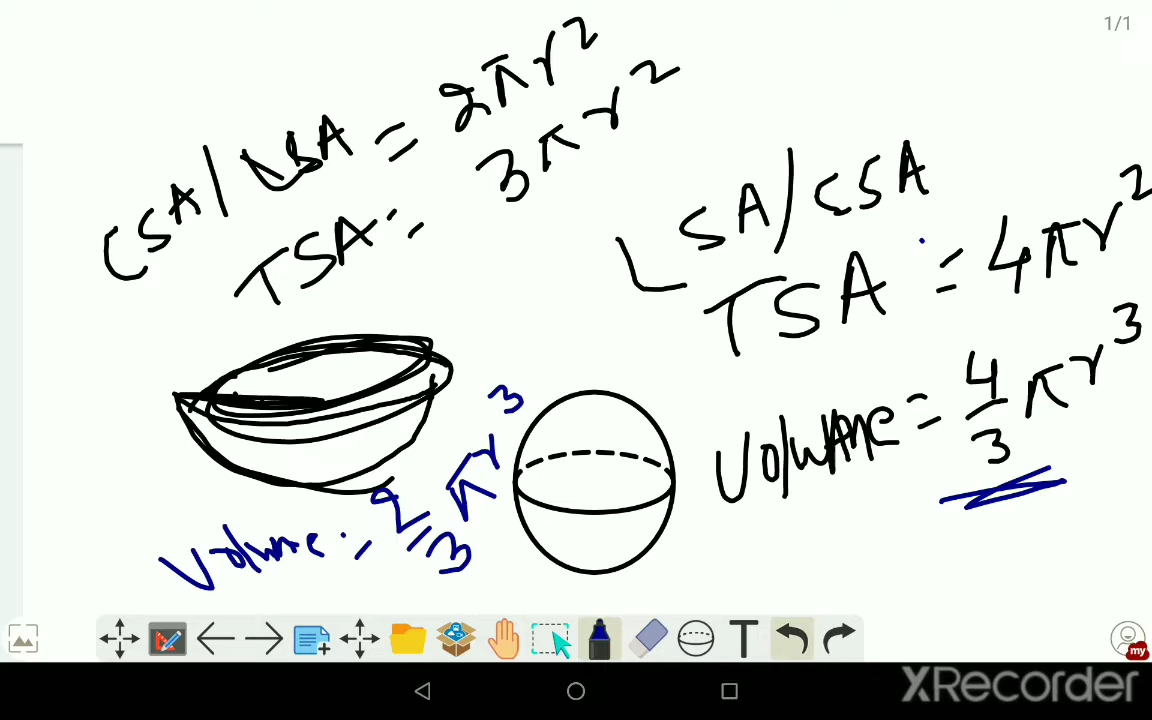 1/1
CSA/LSA = 2πr²
TSA = 3πr²
LSA/CSA
TSA = 4πr²
Volume = 4/3 πr³
Volume = 2/3 πr³
T
my
XRecorder